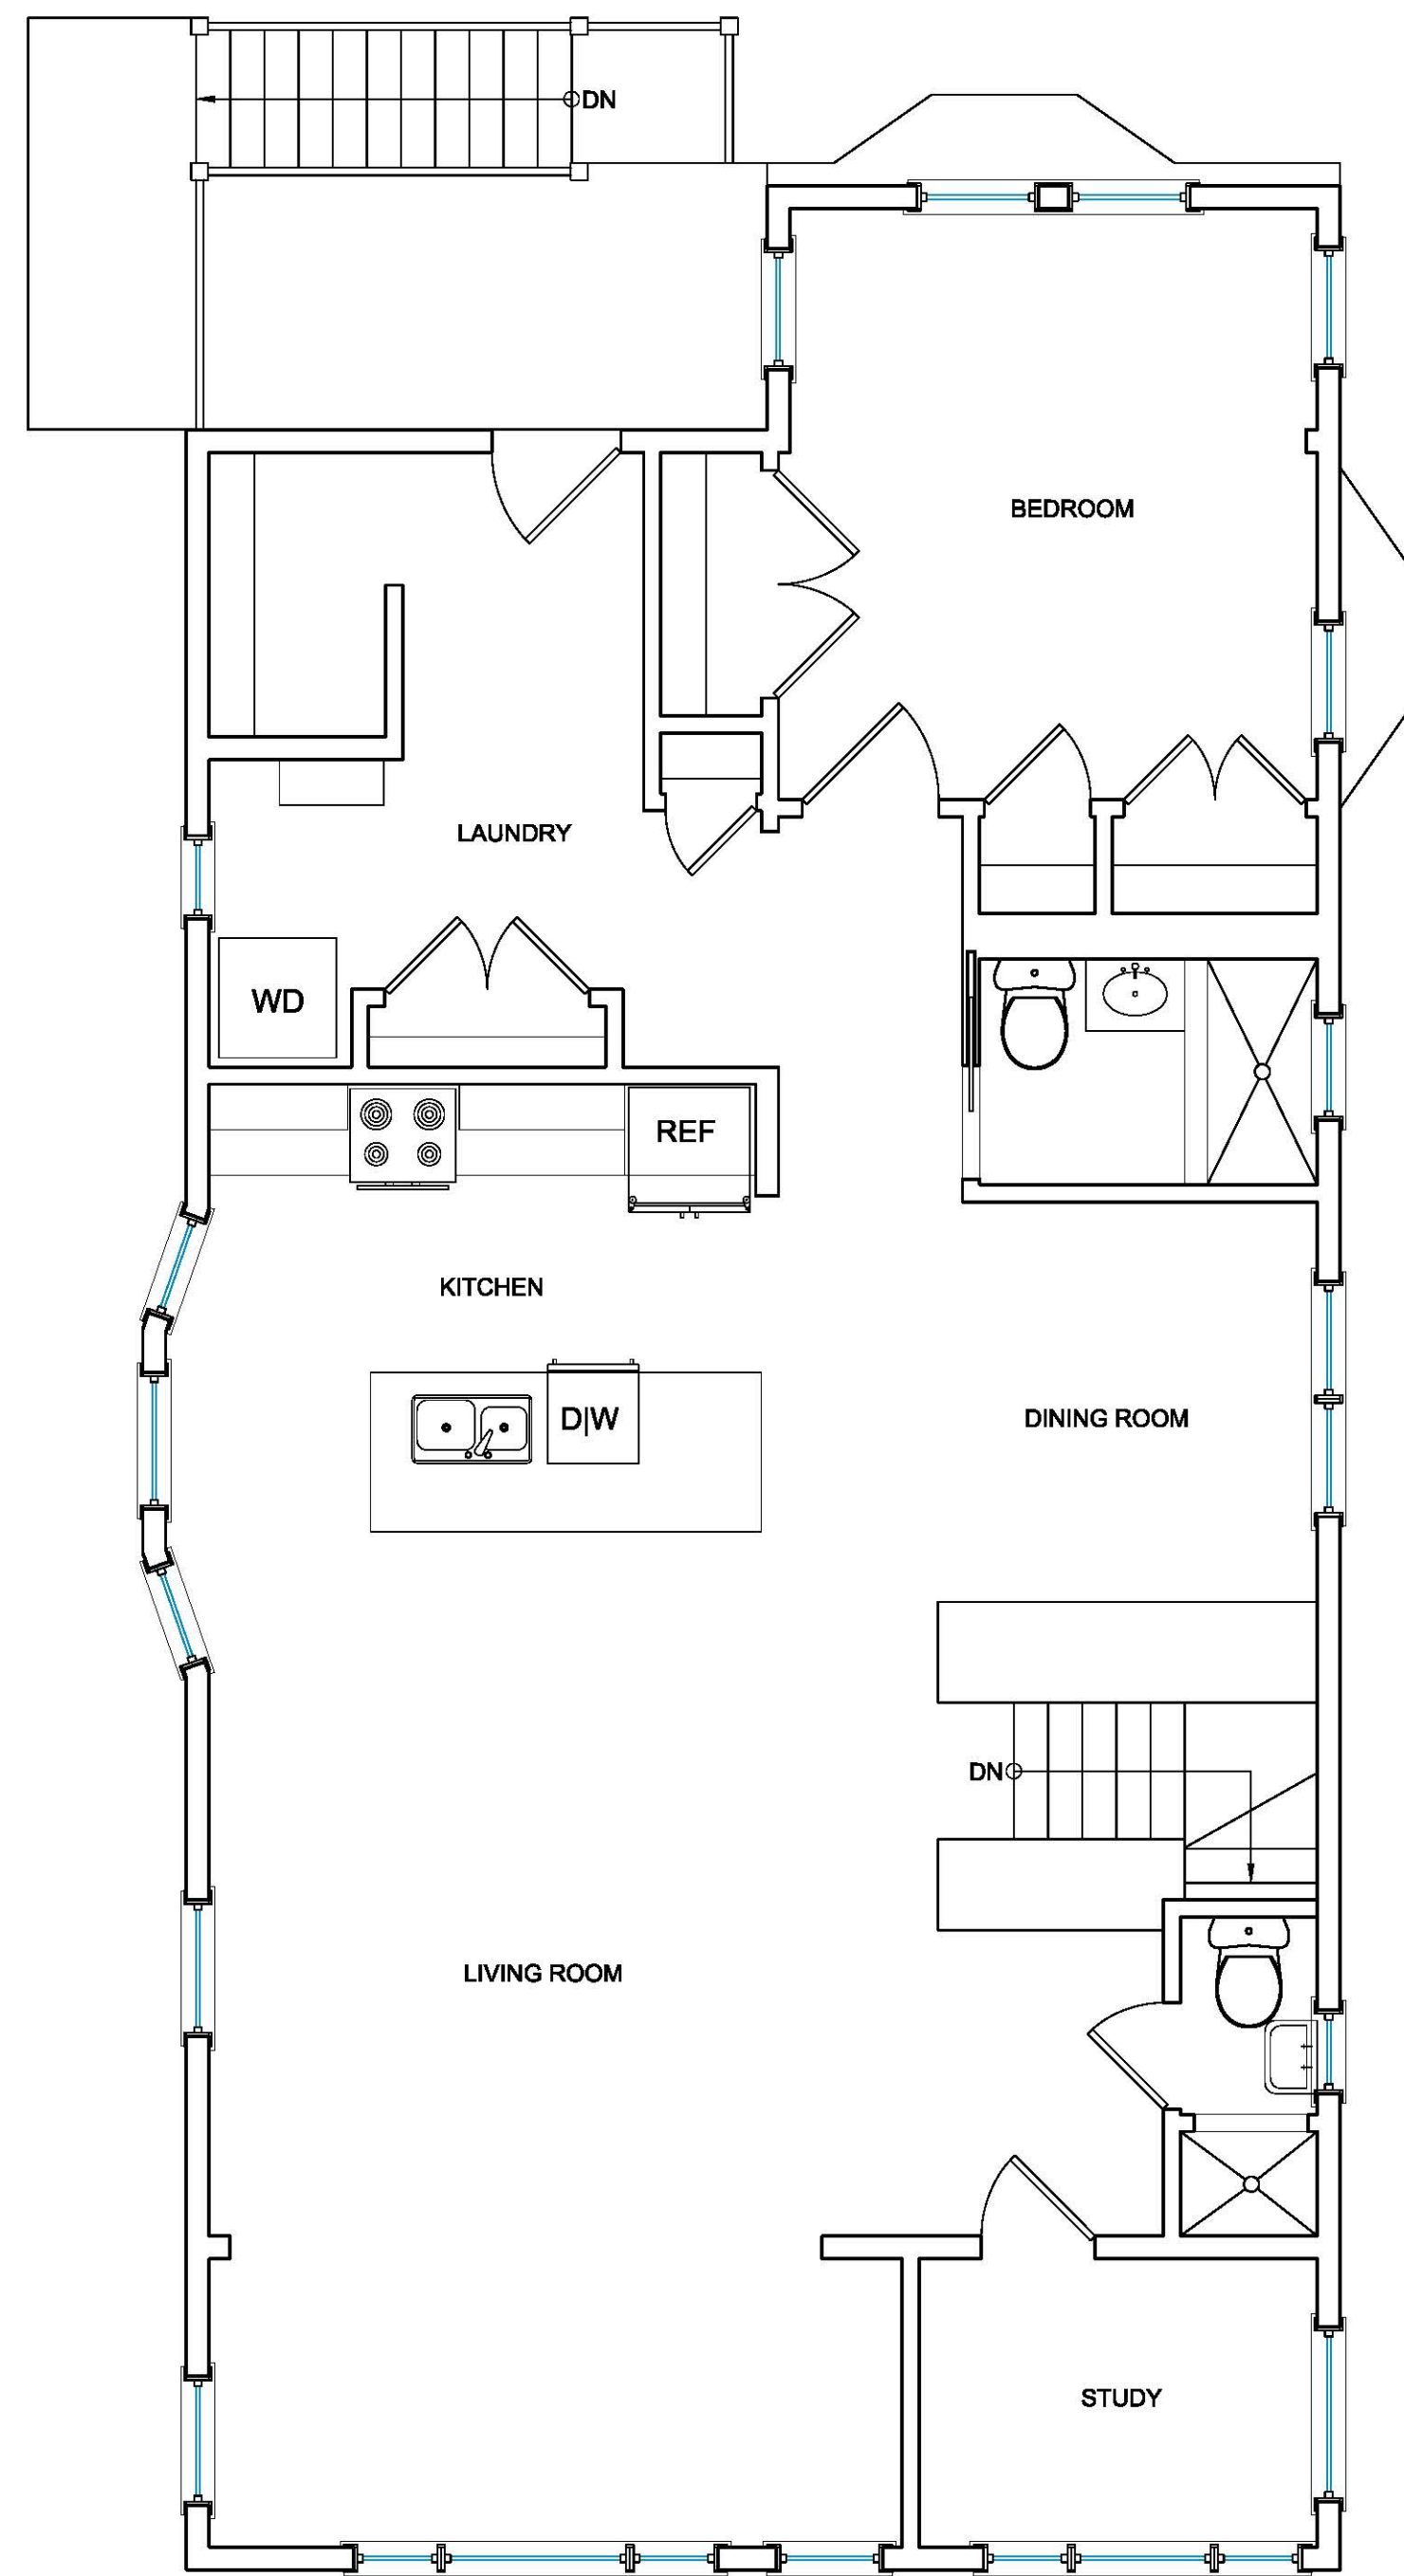 DN
BEDROOM
LAUNDRY
WD
REF
KITCHEN
D|W
DINING ROOM
DN
LIVING ROOM
STUDY